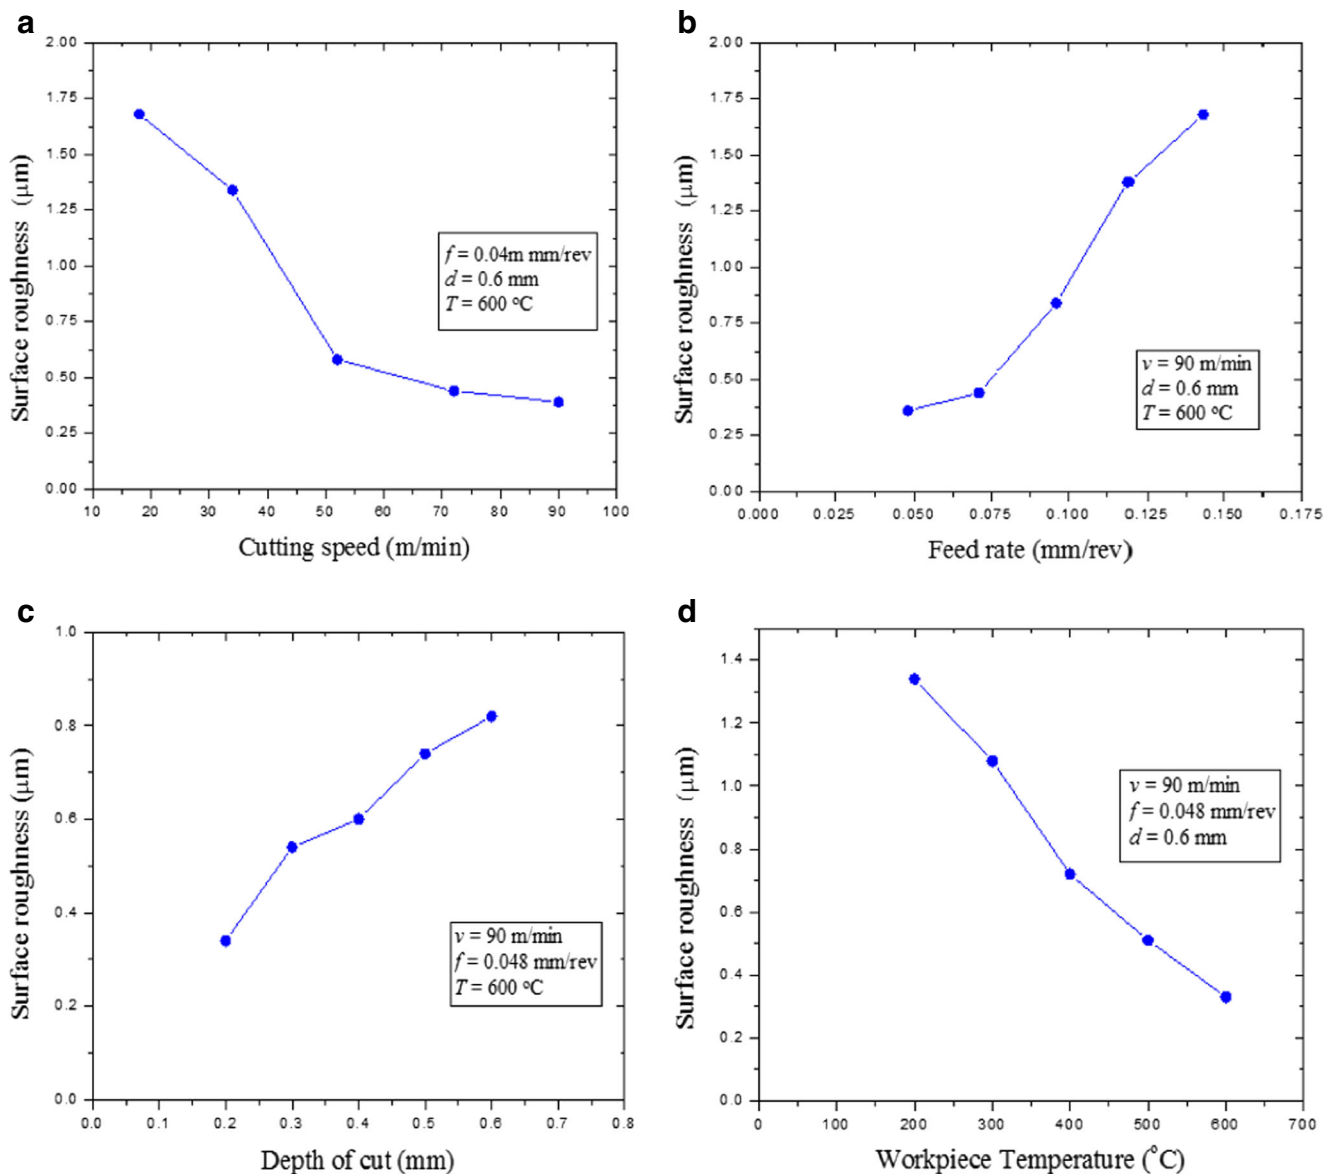 a
2.00
1.75
1.50
1.25
1.00
0.75
0.50
0.25
0.00
Surface roughness (μm)
f = 0.04m mm/rev
d = 0.6 mm
T = 600 °C
10 20 30 40 50 60 70 80 90 100
Cutting speed (m/min)
b
2.00
1.75
1.50
1.25
1.00
0.75
0.50
0.25
0.00
Surface roughness (μm)
v = 90 m/min
d = 0.6 mm
T = 600 °C
0.000 0.025 0.050 0.075 0.100 0.125 0.150 0.175
Feed rate (mm/rev)
c
1.0
0.8
0.6
0.4
0.2
0.0
Surface roughness (μm)
v = 90 m/min
f = 0.048 mm/rev
T = 600 °C
0.0 0.1 0.2 0.3 0.4 0.5 0.6 0.7 0.8
Depth of cut (mm)
d
1.4
1.2
1.0
0.8
0.6
0.4
0.2
0.0
Surface roughness (μm)
v = 90 m/min
f = 0.048 mm/rev
d = 0.6 mm
0 100 200 300 400 500 600 700
Workpiece Temperature (°C)